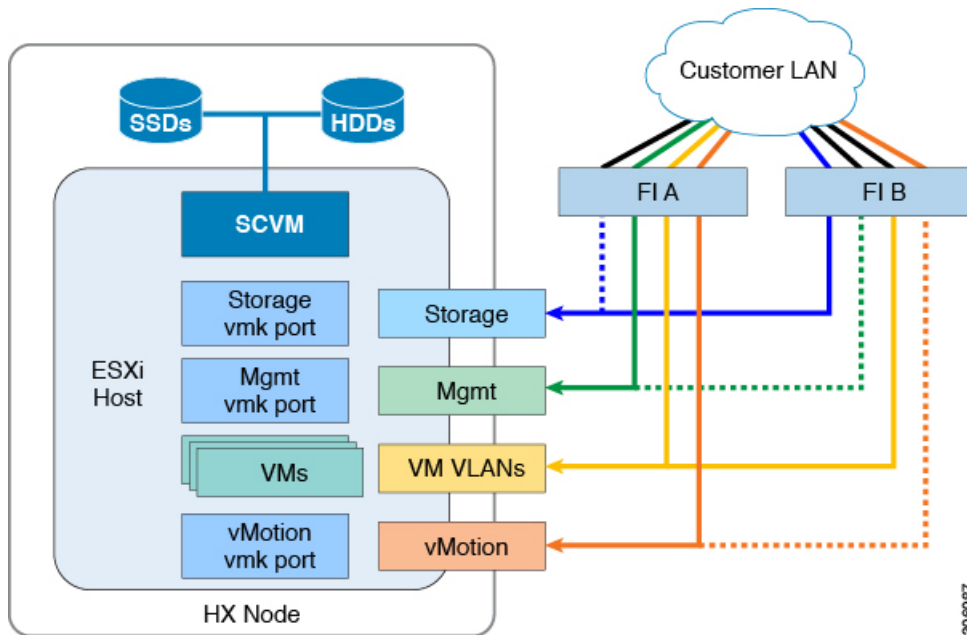 Customer LAN
SSDs
HDDs
FI A
FI B
SCVM
Storage
vmk port
Storage
ESXi
Host
Mgmt
vmk port
Mgmt
VMs
VM VLANs
vMotion
vmk port
vMotion
HX Node